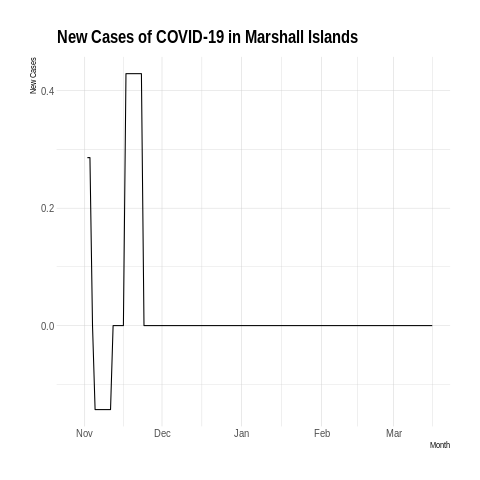 New Cases of COVID-19 in Marshall Islands
New Cases
0.4
0.2
0.0
Nov Dec Jan Feb Mar
Month